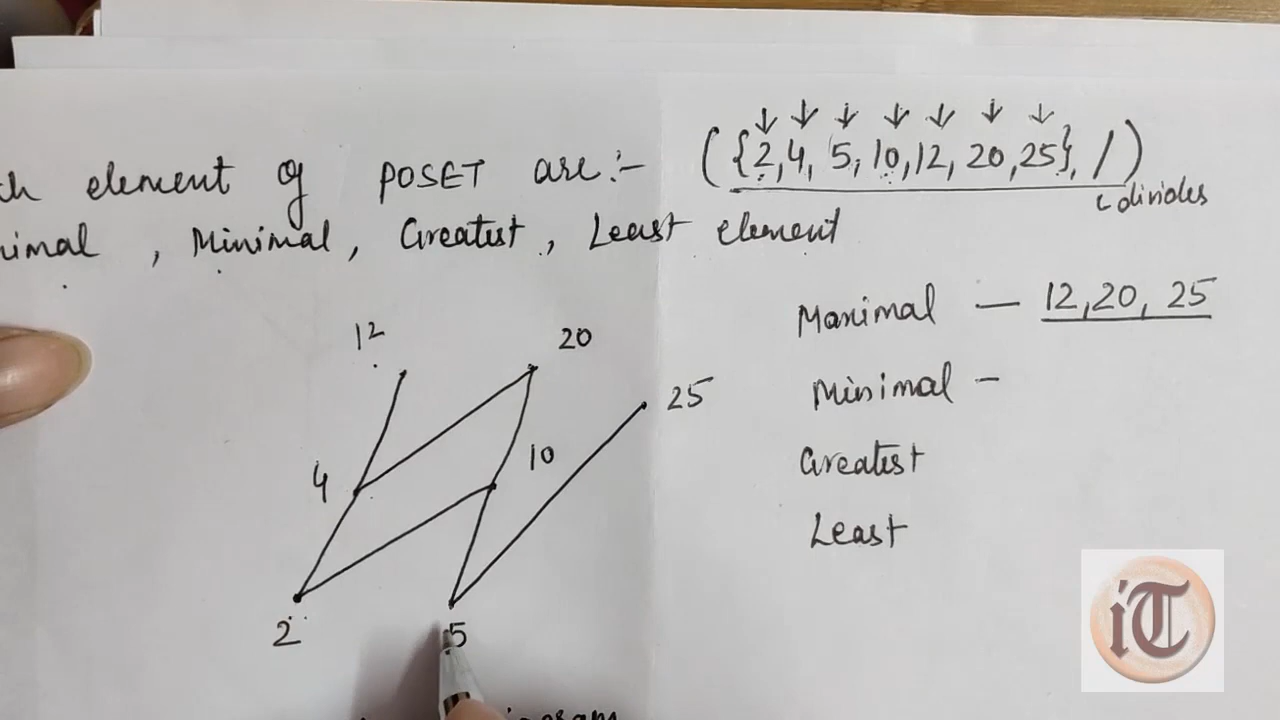 element of POSET are:- ({2,4, 5, 10,12, 20,25}, /)
divides
, Minimal, Greatest, Least element
Maximal — 12,20, 25
12
20
Minimal -
25
Greatest
10
4
Least
2
5
iT